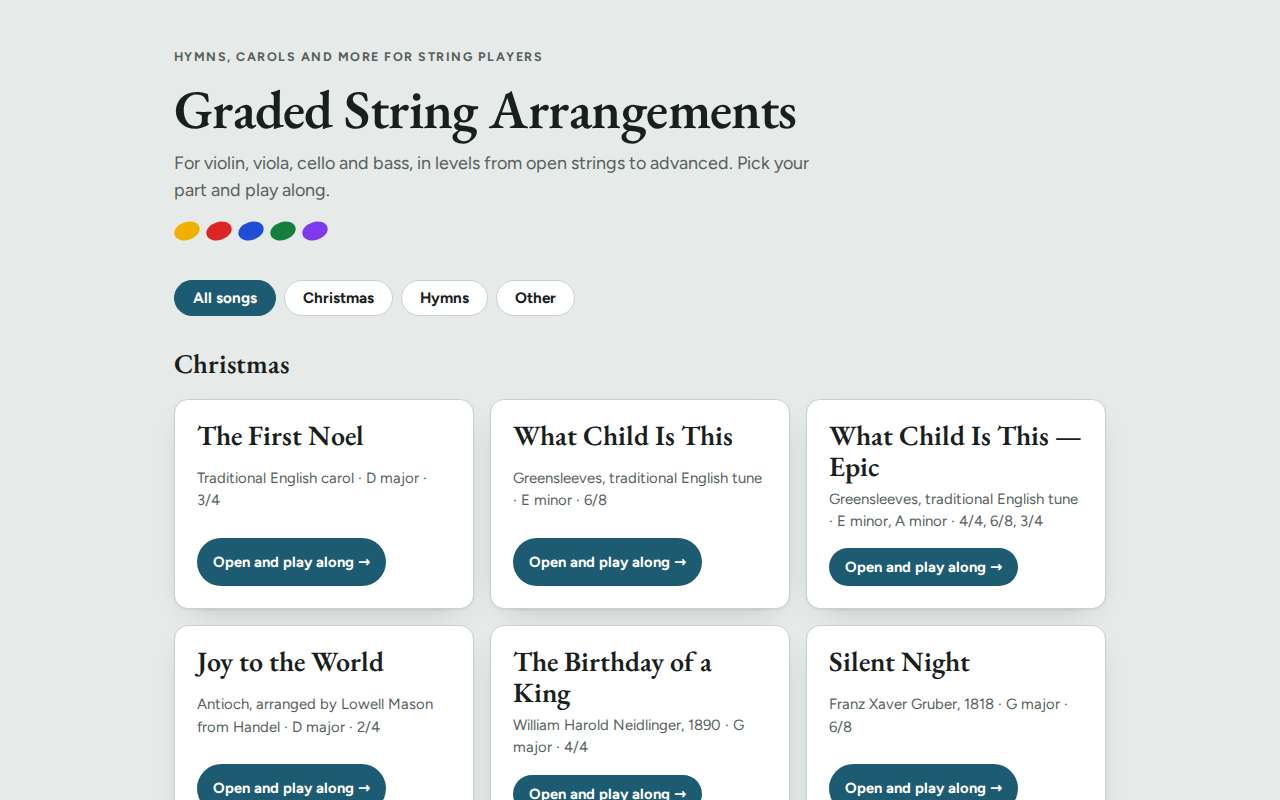 HYMNS, CAROLS AND MORE FOR STRING PLAYERS
Graded String Arrangements
For violin, viola, cello and bass, in levels from open strings to advanced. Pick your
part and play along.
All songs
Christmas
Hymns
Other
Christmas
The First Noel
Traditional English carol · D major ·
3/4
Open and play along →
What Child Is This
Greensleeves, traditional English tune
· E minor · 6/8
Open and play along →
What Child Is This —
Epic
Greensleeves, traditional English tune
· E minor, A minor · 4/4, 6/8, 3/4
Open and play along →
Joy to the World
Antioch, arranged by Lowell Mason
from Handel · D major · 2/4
Open and play along →
The Birthday of a
King
William Harold Neidlinger, 1890 · G
major · 4/4
Open and play along →
Silent Night
Franz Xaver Gruber, 1818 · G major ·
6/8
Open and play along →